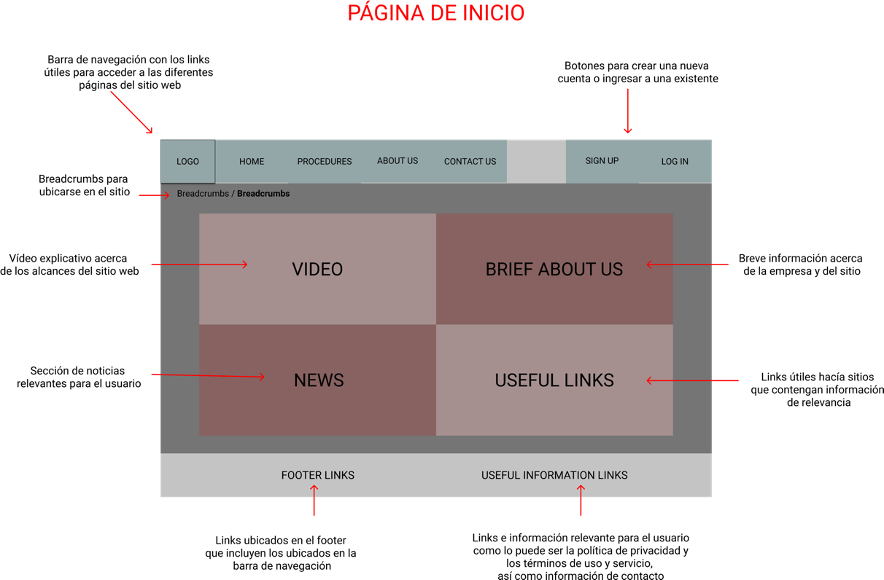 PÁGINA DE INICIO
Barra de navegación con los links
útiles para acceder a las diferentes
páginas del sitio web
Botones para crear una nueva
cuenta o ingresar a una existente
LOGO
HOME
PROCEDURES
ABOUT US
CONTACT US
SIGN UP
LOG IN
Breadcrumbs para
ubicarse en el sitio
Breadcrumbs / Breadcrumbs
Vídeo explicativo acerca
de los alcances del sitio web
VIDEO
BRIEF ABOUT US
Breve información acerca
de la empresa y del sitio
Sección de noticias
relevantes para el usuario
NEWS
USEFUL LINKS
Links útiles hacía sitios
que contengan información
de relevancia
FOOTER LINKS
USEFUL INFORMATION LINKS
Links ubicados en el footer
que incluyen los ubicados en la
barra de navegación
Links e información relevante para el usuario
como lo puede ser la política de privacidad y
los términos de uso y servicio,
así como información de contacto